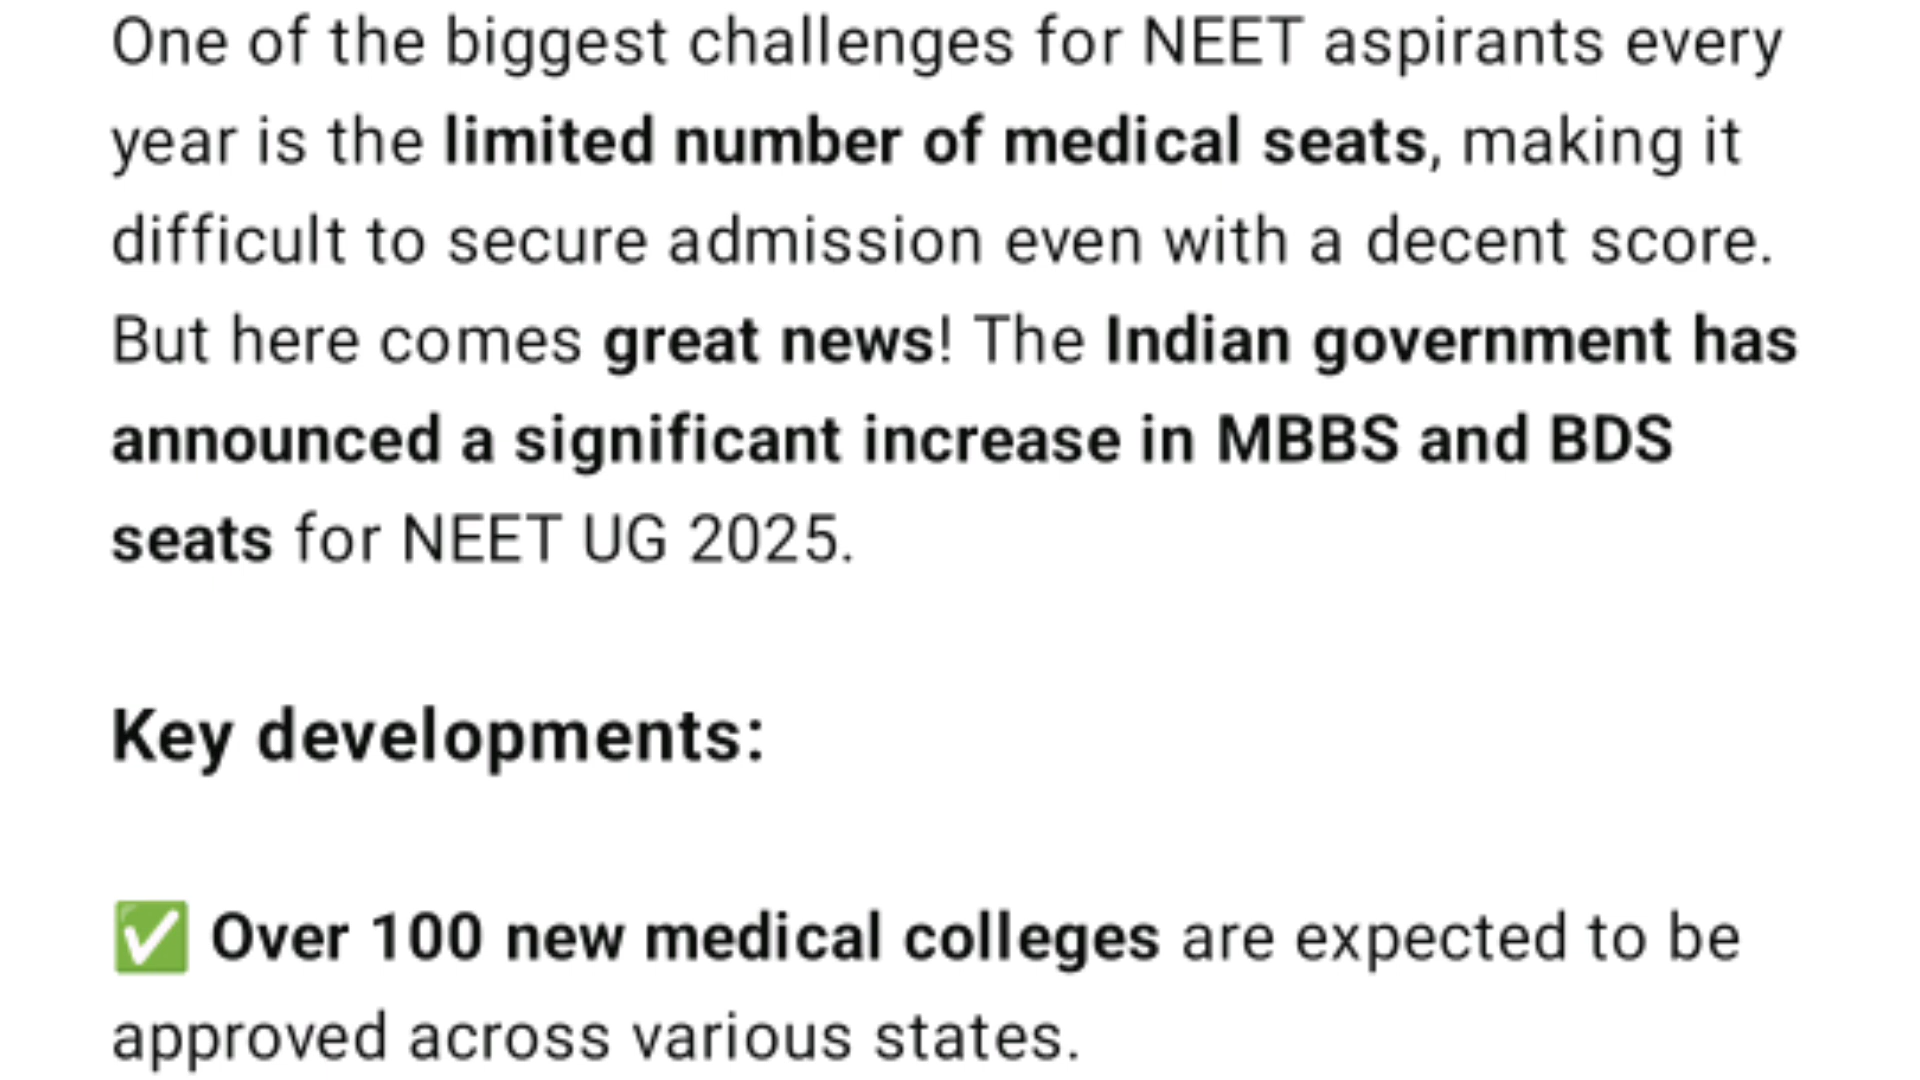 One of the biggest challenges for NEET aspirants every
year is the limited number of medical seats, making it
difficult to secure admission even with a decent score.
But here comes great news! The Indian government has
announced a significant increase in MBBS and BDS
seats for NEET UG 2025.
Key developments:
✅ Over 100 new medical colleges are expected to be
approved across various states.